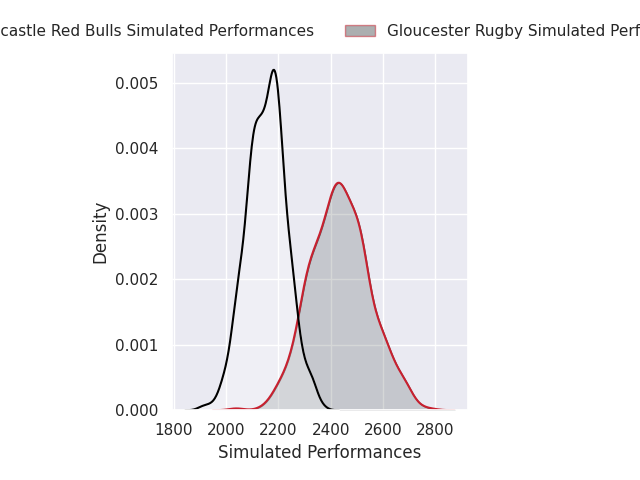 castle Red Bulls Simulated Performances
Gloucester Rugby Simulated Perf
0.005
0.004
0.003
0.002
0.001
0.000
Density
1800 2000 2200 2400 2600 2800
Simulated Performances